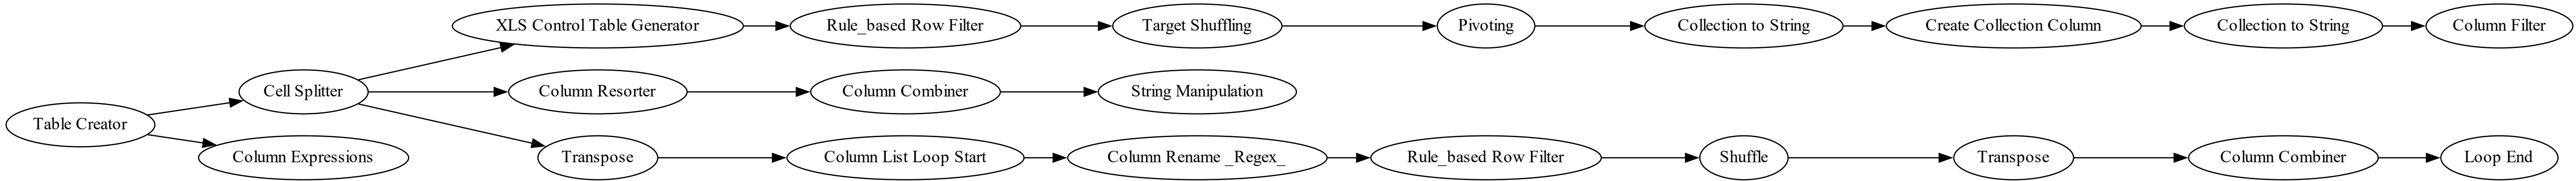 XLS Control Table Generator
Rule_based Row Filter
Target Shuffling
Pivoting
Collection to String
Create Collection Column
Collection to String
Column Filter
Cell Splitter
Column Resorter
Column Combiner
String Manipulation
Table Creator
Column Expressions
Transpose
Column List Loop Start
Column Rename _Regex_
Rule_based Row Filter
Shuffle
Transpose
Column Combiner
Loop End